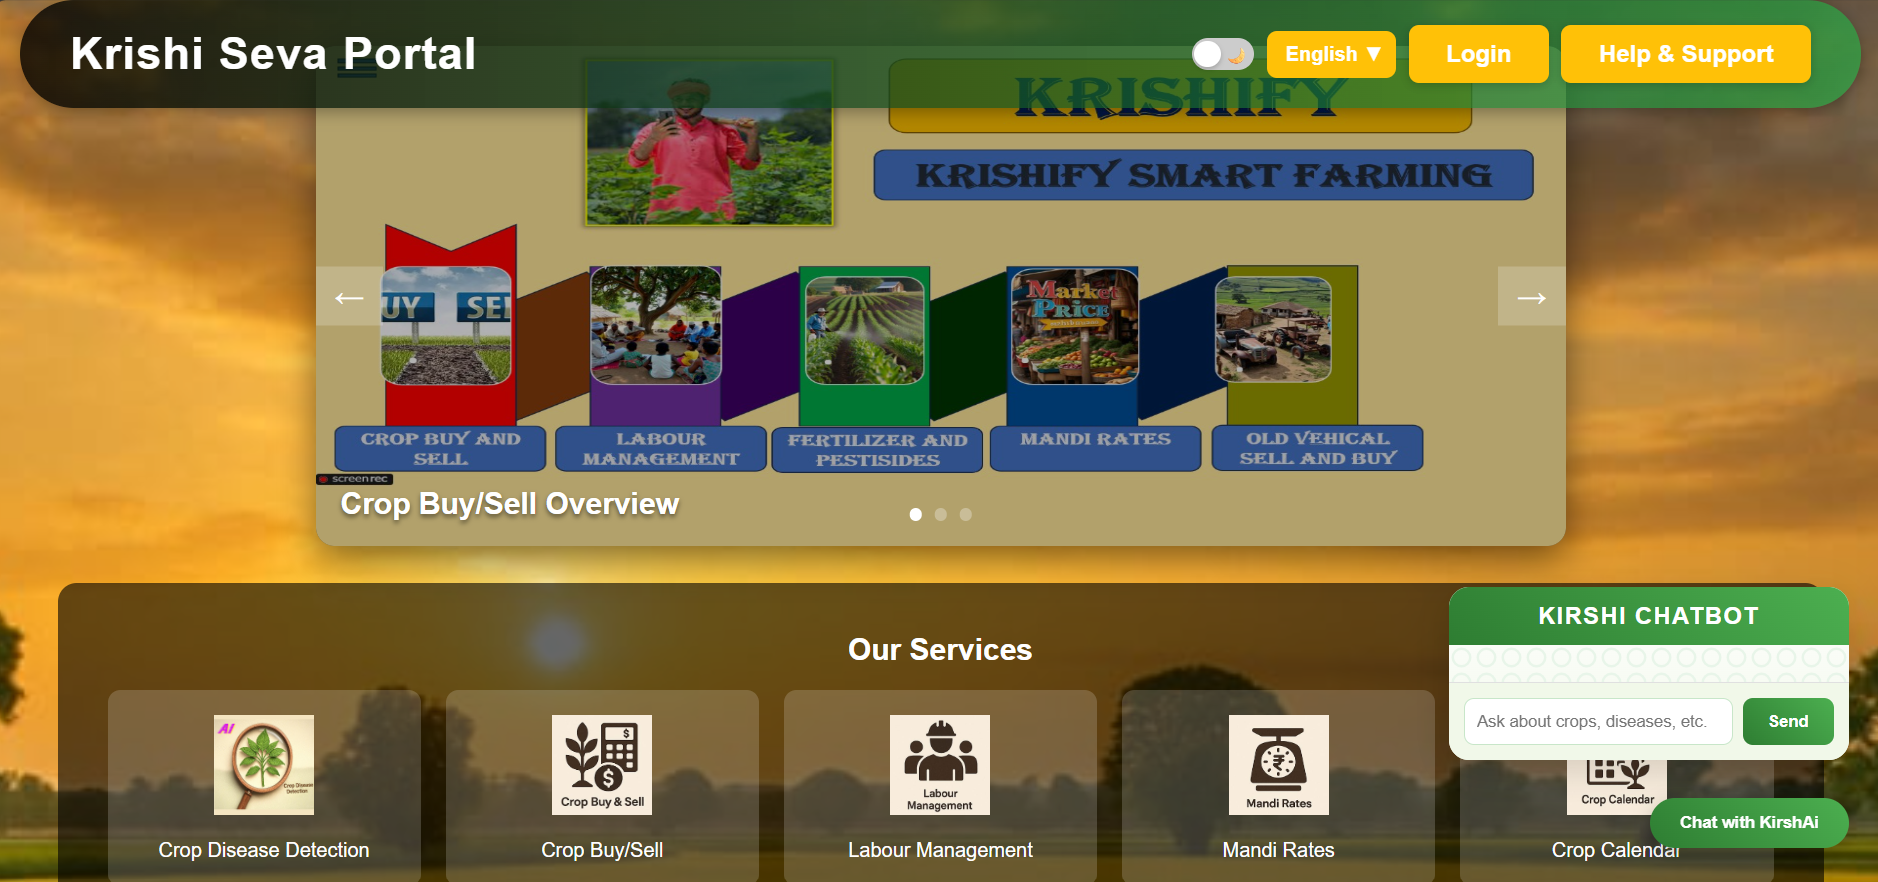 Krishi Seva Portal
English ▼
Login
Help & Support
KRISHIFY
KRISHIFY SMART FARMING
UY SEL
Market
Price
CROP BUY AND
SELL
LABOUR
MANAGEMENT
FERTILIZER AND
PESTISIDES
MANDI RATES
OLD VEHICAL
SELL AND BUY
screenrec
Crop Buy/Sell Overview
Our Services
KIRSHI CHATBOT
Ask about crops, diseases, etc.
Send
AI
Crop Disease
Detection
Crop Disease Detection
$
$
Crop Buy & Sell
Crop Buy/Sell
Labour
Management
Labour Management
₹
Mandi Rates
Mandi Rates
Crop Calendar
Crop Calendar
Chat with KirshAi